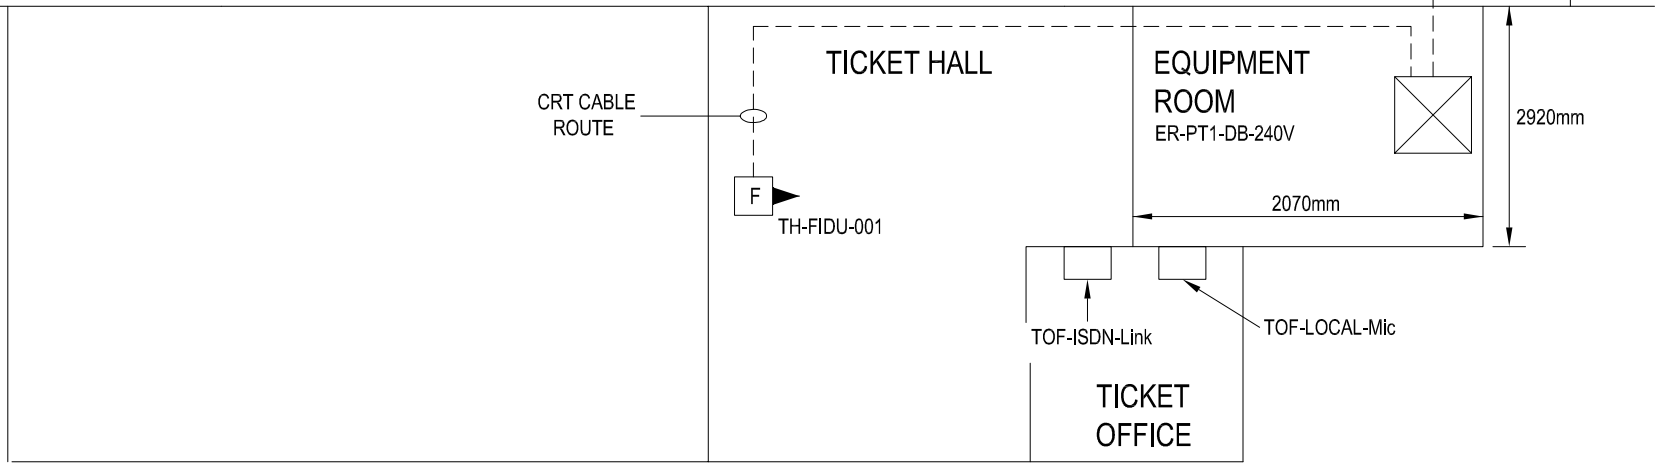 TICKET HALL
EQUIPMENT
ROOM
ER-PT1-DB-240V
CRT CABLE
ROUTE
2920mm
F
TH-FIDU-001
2070mm
TOF-ISDN-Link
TOF-LOCAL-Mic
TICKET
OFFICE